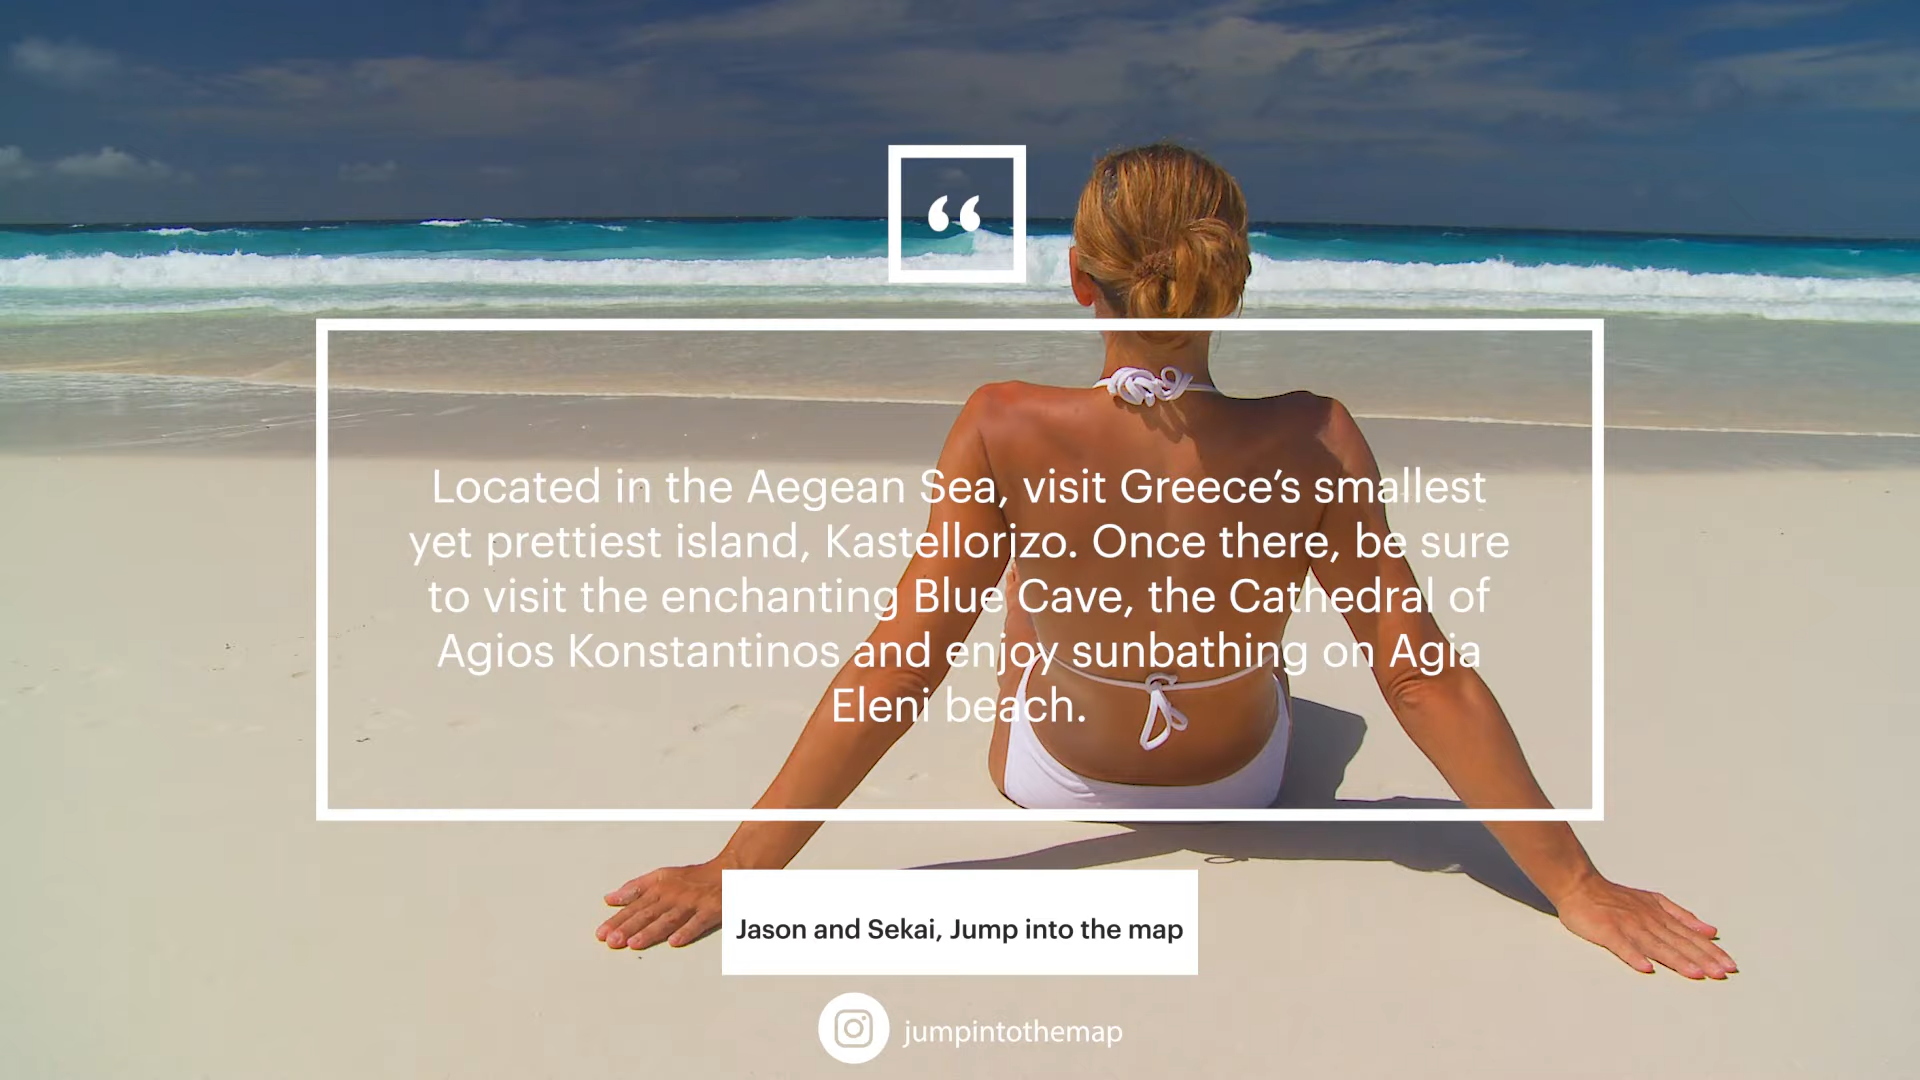 “
Located in the Aegean Sea, visit Greece’s smallest
yet prettiest island, Kastellorizo. Once there, be sure
to visit the enchanting Blue Cave, the Cathedral of
Agios Konstantinos and enjoy sunbathing on Agia
Eleni beach.
Jason and Sekai, Jump into the map
jumpintothemap